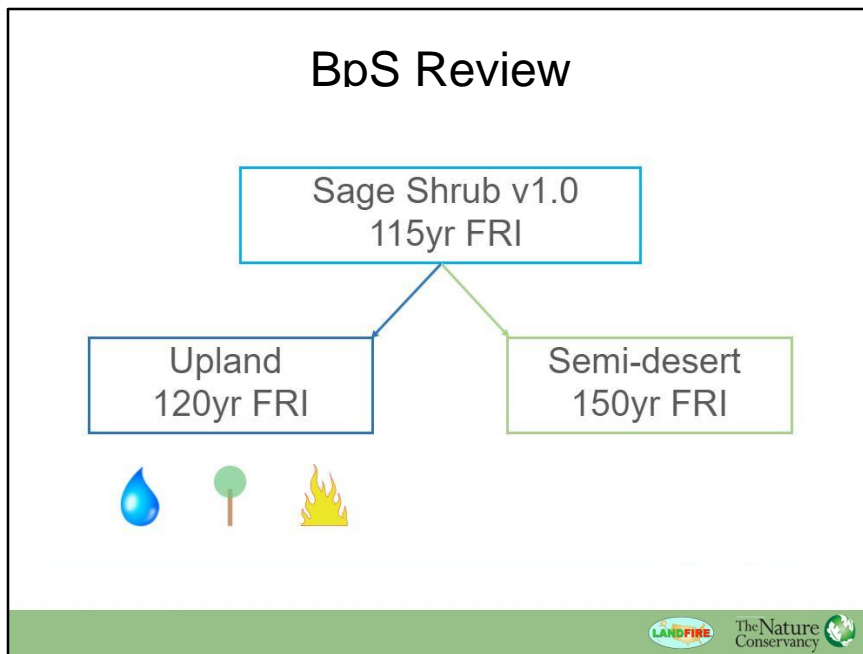 BpS Review
Sage Shrub v1.0
115yr FRI
Upland
120yr FRI
Semi-desert
150yr FRI
LANDFIRE
The Nature
Conservancy